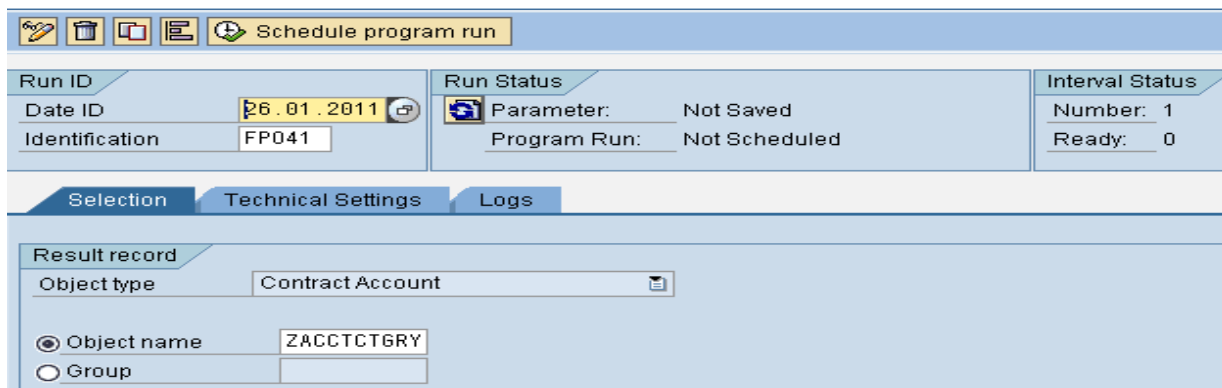 Schedule program run
Run ID
Run Status
Interval Status
Date ID 26.01.2011
Parameter: Not Saved
Number: 1
Identification FP041
Program Run: Not Scheduled
Ready: 0
Selection Technical Settings Logs
Result record
Object type Contract Account
Object name ZACCTCTGRY
Group